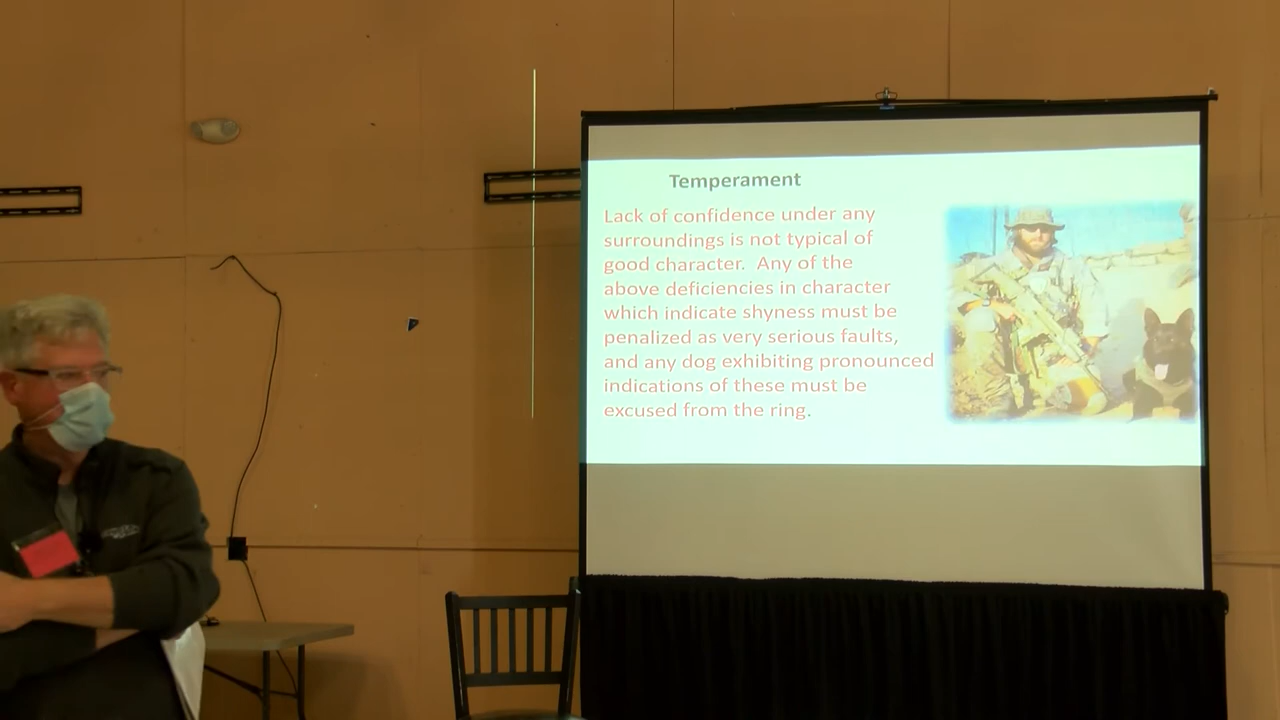 Temperament
Lack of confidence under any
surroundings is not typical of
good character.  Any of the
above deficiencies in character
which indicate shyness must be
penalized as very serious faults,
and any dog exhibiting pronounced
indications of these must be
excused from the ring.